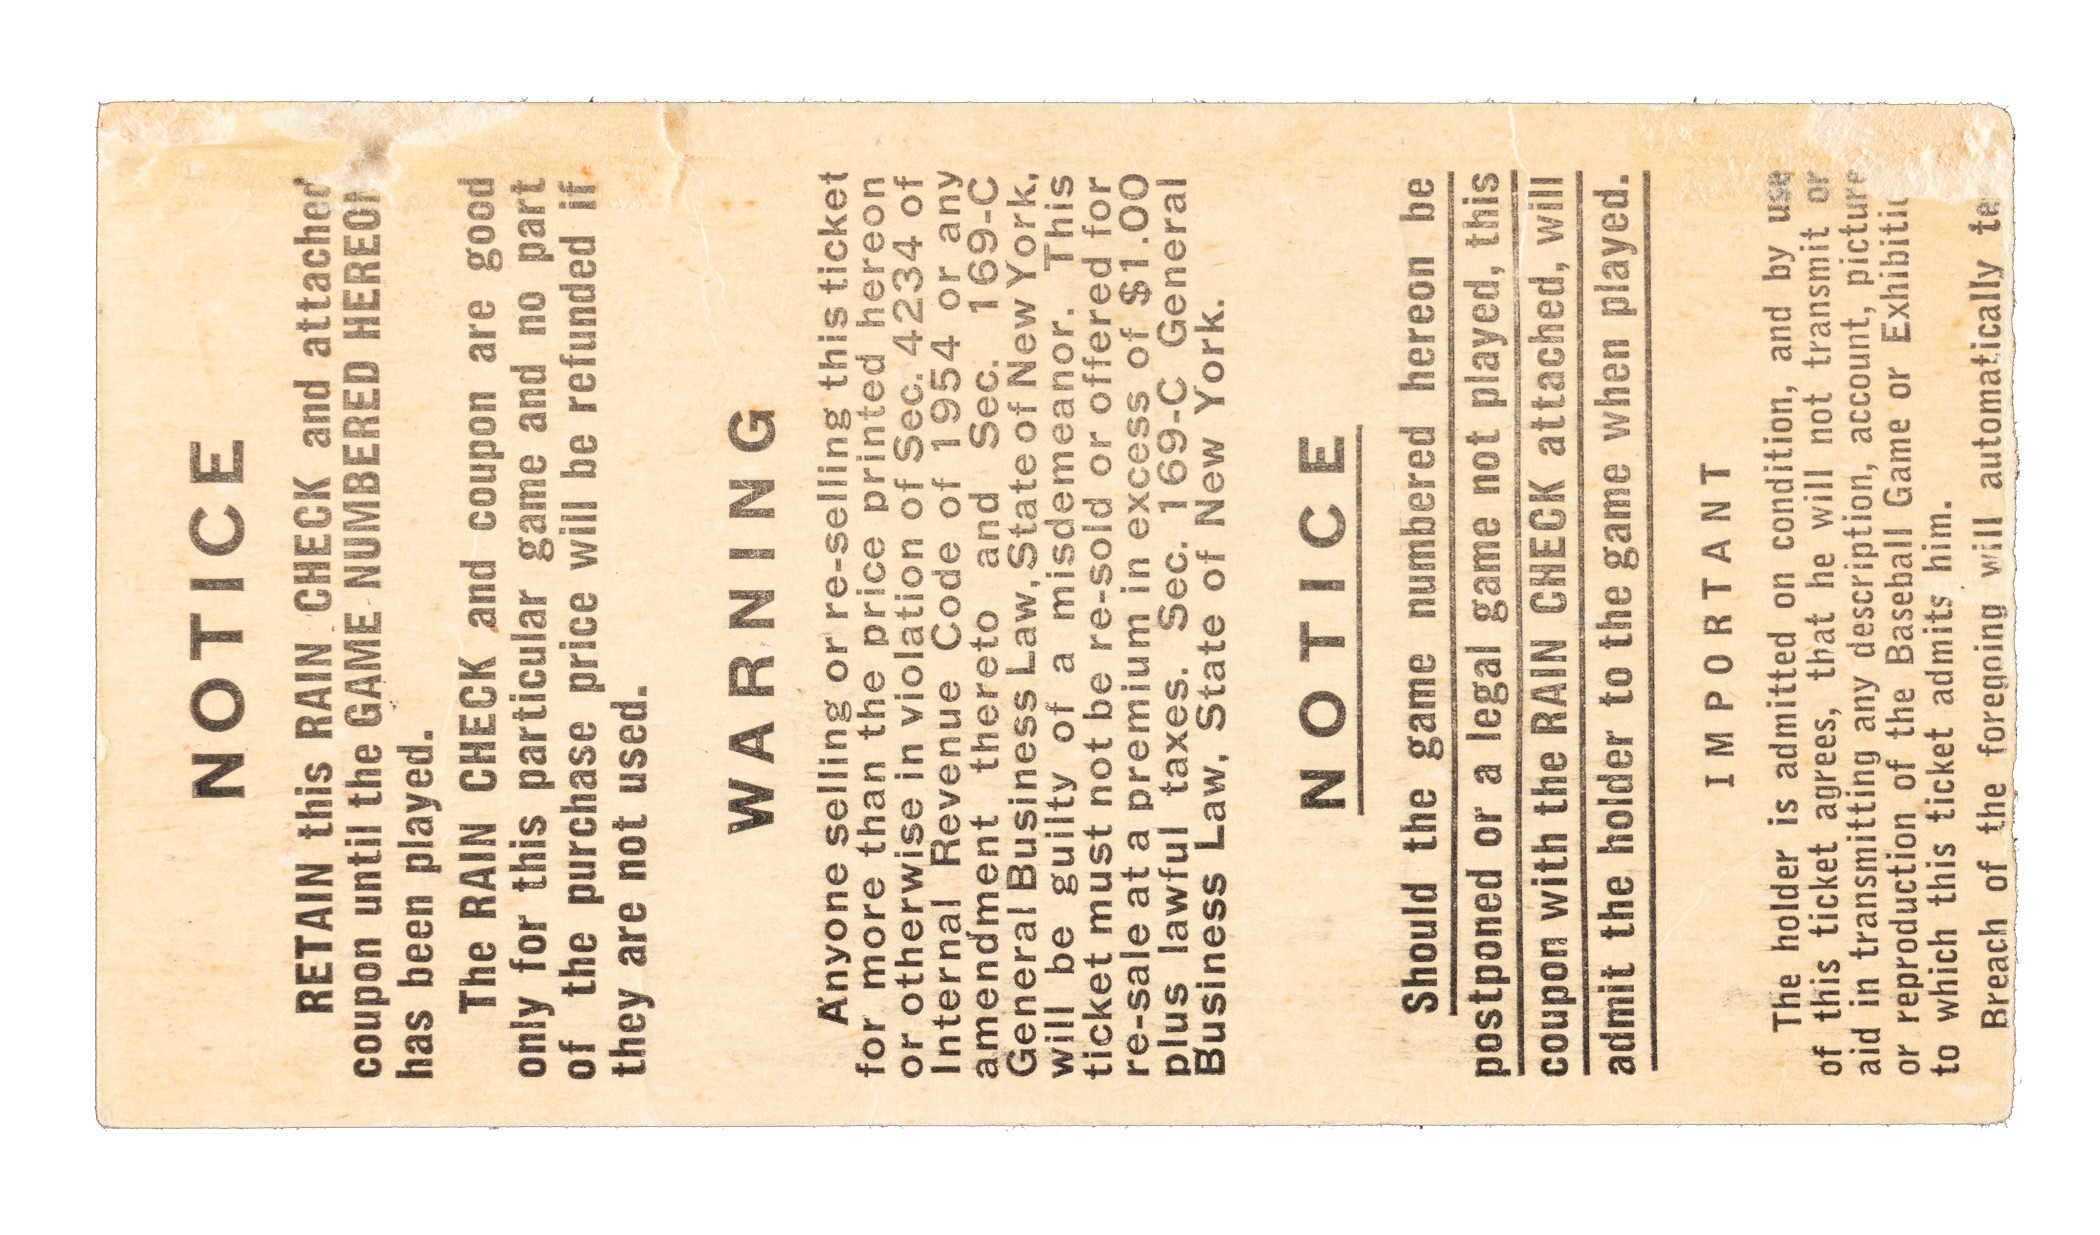 NOTICE
RETAIN this RAIN CHECK and attached
coupon until the GAME NUMBERED HEREON
has been played.
The RAIN CHECK and coupon are good
only for this particular game and no part
of the purchase price will be refunded if
they are not used.
WARNING
Anyone selling or re-selling this ticket
for more than the price printed hereon
or otherwise in violation of Sec. 4234 of
Internal Revenue Code of 1954 or any
amendment thereto and Sec. 169-C
General Business Law, State of New York,
will be guilty of a misdemeanor. This
ticket must not be re-sold or offered for
re-sale at a premium in excess of $1.00
plus lawful taxes. Sec. 169-C General
Business Law, State of New York.
NOTICE
Should the game numbered hereon be
postponed or a legal game not played, this
coupon with the RAIN CHECK attached, will
admit the holder to the game when played.
IMPORTANT
The holder is admitted on condition, and by use
of this ticket agrees, that he will not transmit or
aid in transmitting any description, account, picture
or reproduction of the Baseball Game or
to which this ticket admits him.
Breach of the foregoing will automatically